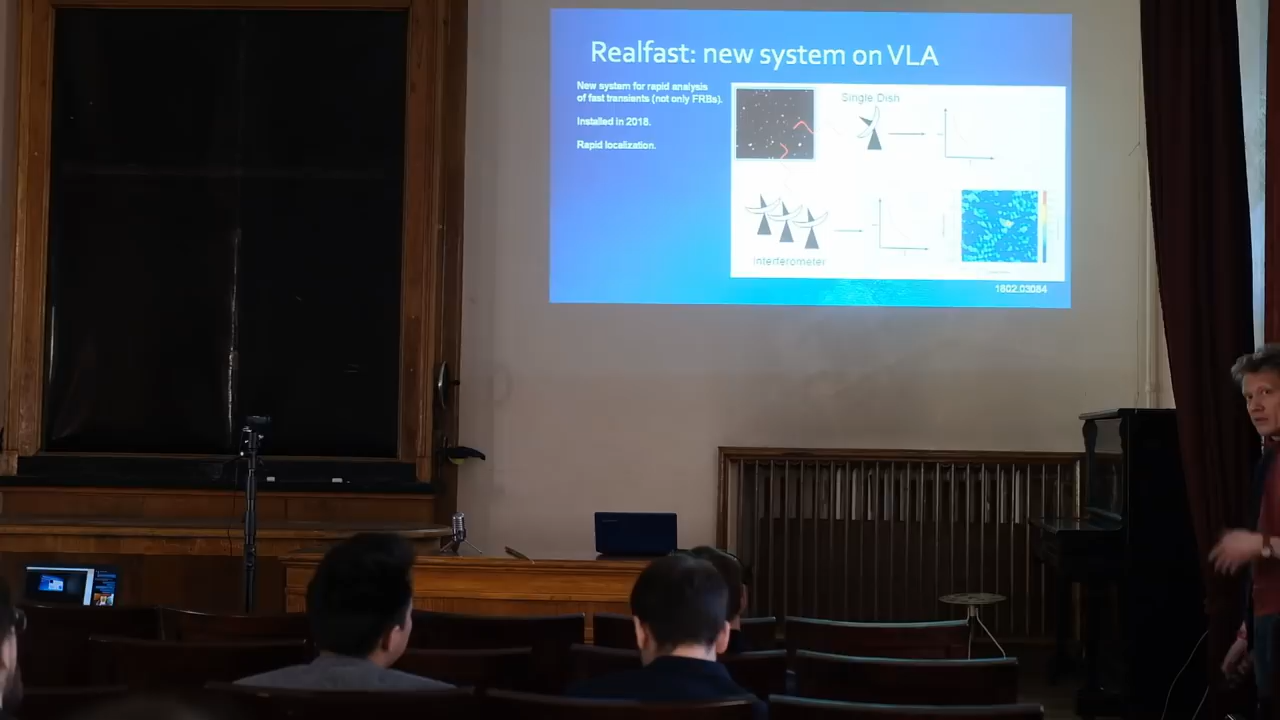 Realfast: new system on VLA
New system for rapid analysis
of fast transients (not only FRBs).
Installed in 2018.
Rapid localization.
Single Dish
Interferometer
1802.03084